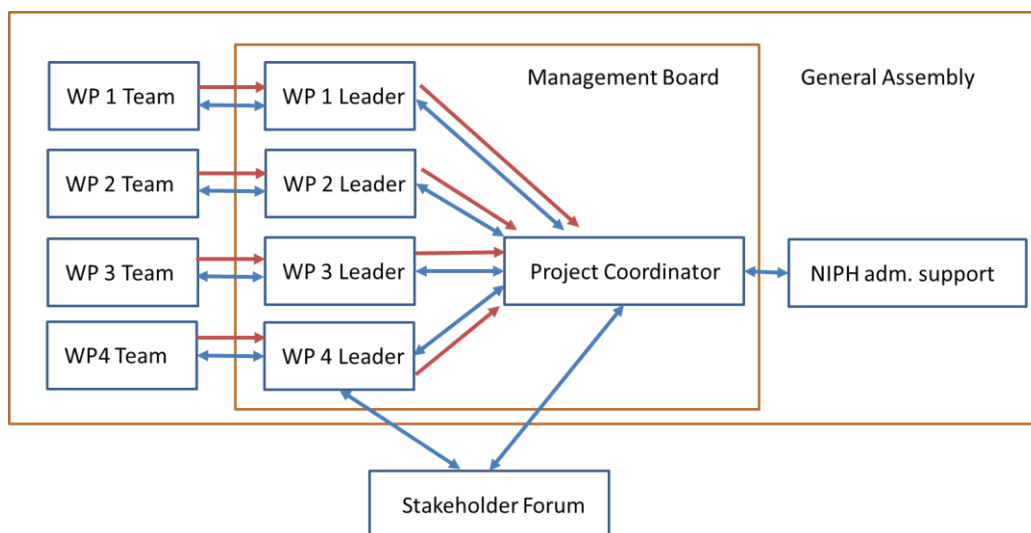 Management Board
General Assembly
WP 1 Team
WP 1 Leader
WP 2 Team
WP 2 Leader
WP 3 Team
WP 3 Leader
Project Coordinator
NIPH adm. support
WP4 Team
WP 4 Leader
Stakeholder Forum